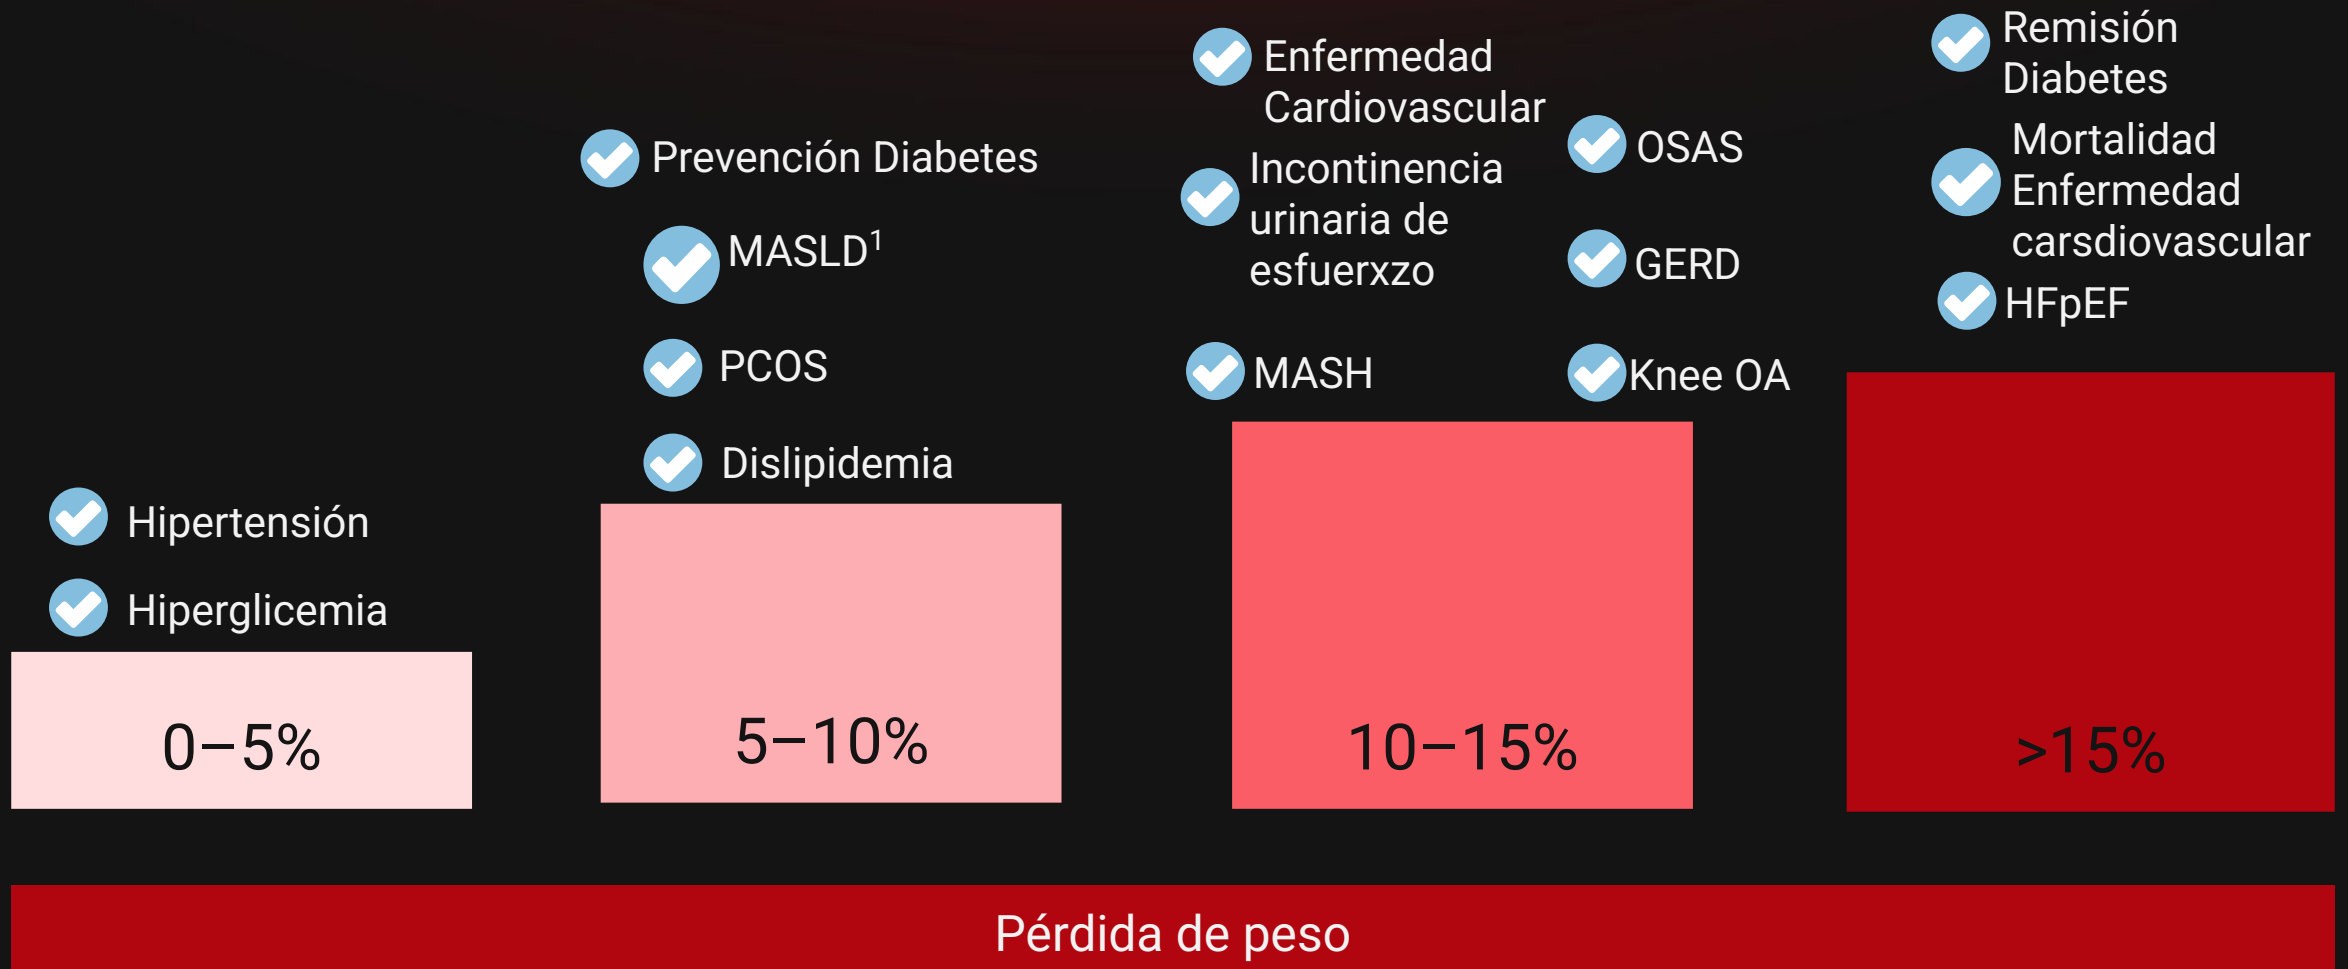 Hipertensión
Hiperglicemia
0–5%
Prevención Diabetes
MASLD¹
PCOS
Dislipidemia
5–10%
Enfermedad
Cardiovascular
Incontinencia
urinaria de
esfuerxzo
MASH
OSAS
GERD
Knee OA
10–15%
Remisión
Diabetes
Mortalidad
Enfermedad
carsdiovascular
HFpEF
>15%
Pérdida de peso